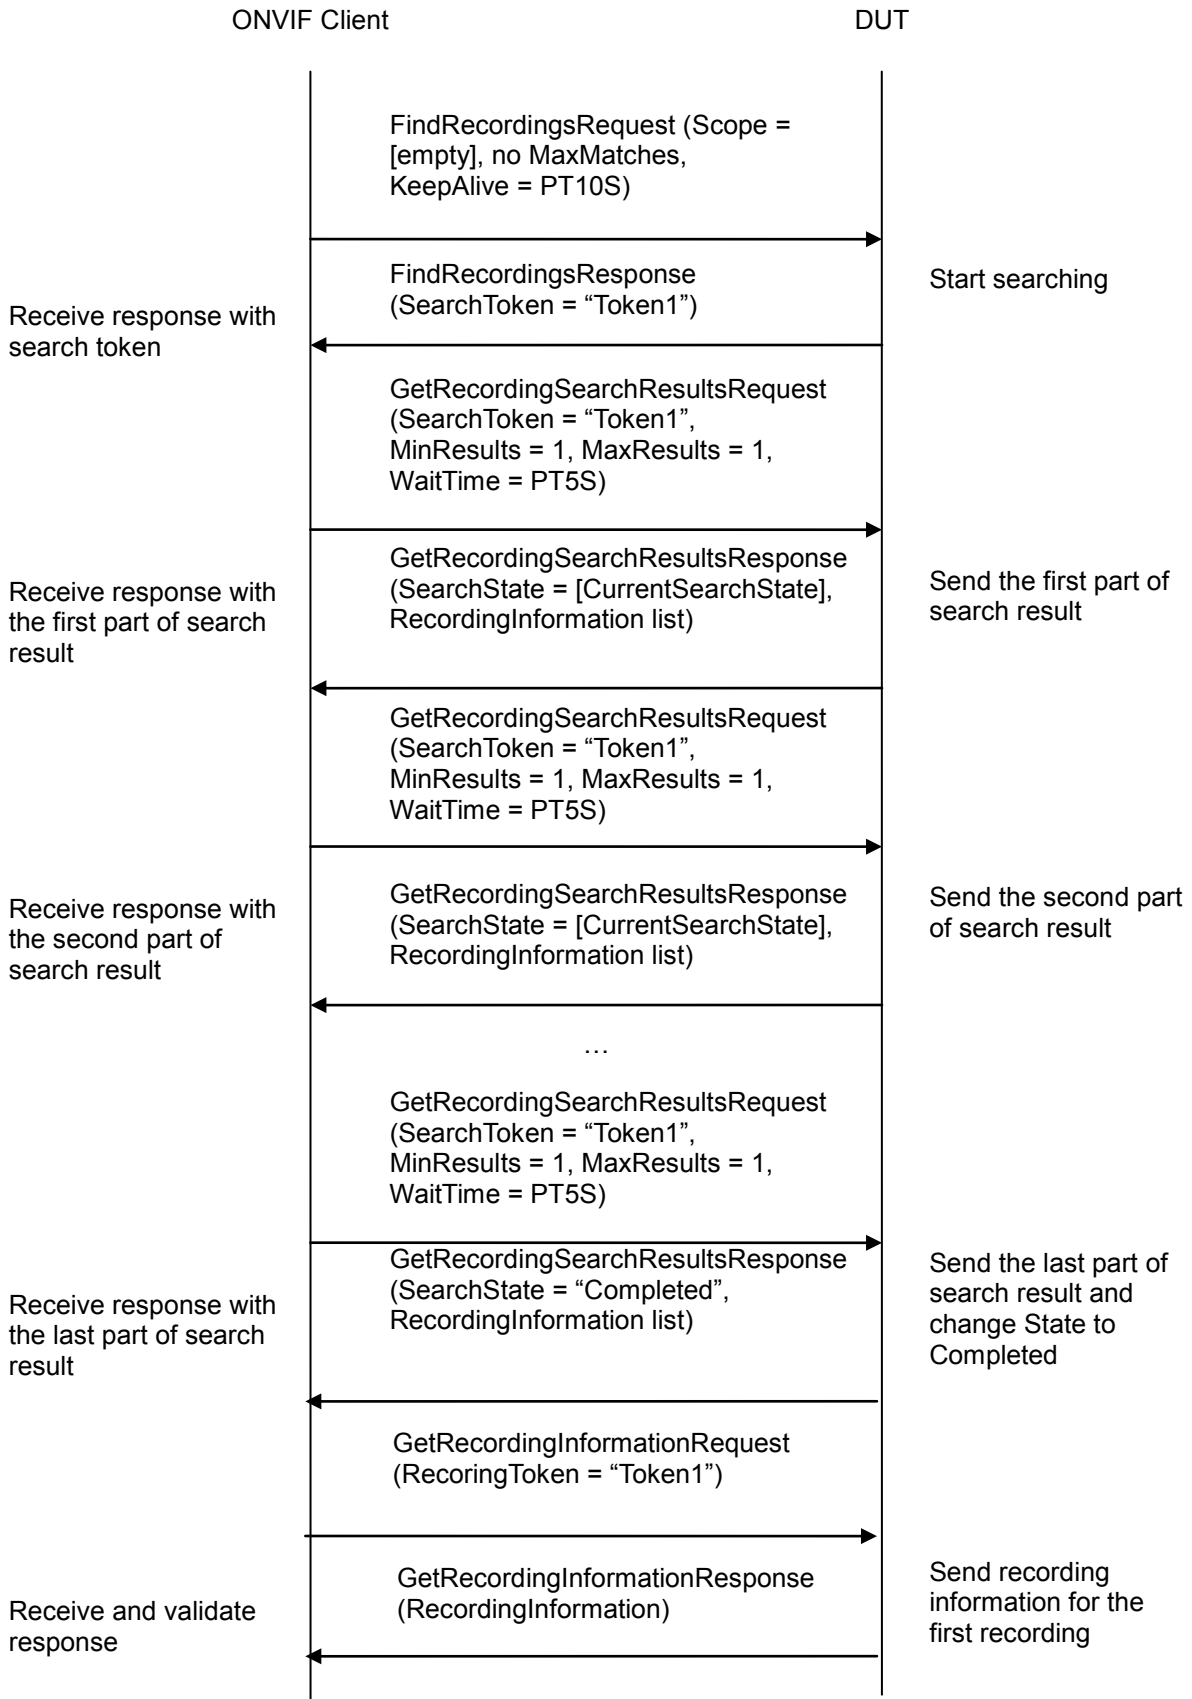 ONVIF Client
DUT
FindRecordingsRequest (Scope =
[empty], no MaxMatches,
KeepAlive = PT10S)
FindRecordingsResponse
(SearchToken = “Token1”)
Start searching
Receive response with
search token
GetRecordingSearchResultsRequest
(SearchToken = “Token1”,
MinResults = 1, MaxResults = 1,
WaitTime = PT5S)
GetRecordingSearchResultsResponse
(SearchState = [CurrentSearchState],
RecordingInformation list)
Send the first part of
search result
Receive response with
the first part of search
result
GetRecordingSearchResultsRequest
(SearchToken = “Token1”,
MinResults = 1, MaxResults = 1,
WaitTime = PT5S)
GetRecordingSearchResultsResponse
(SearchState = [CurrentSearchState],
RecordingInformation list)
Send the second part
of search result
Receive response with
the second part of
search result
…
GetRecordingSearchResultsRequest
(SearchToken = “Token1”,
MinResults = 1, MaxResults = 1,
WaitTime = PT5S)
GetRecordingSearchResultsResponse
(SearchState = “Completed”,
RecordingInformation list)
Send the last part of
search result and
change State to
Completed
Receive response with
the last part of search
result
GetRecordingInformationRequest
(RecoringToken = “Token1”)
GetRecordingInformationResponse
(RecordingInformation)
Send recording
information for the
first recording
Receive and validate
response